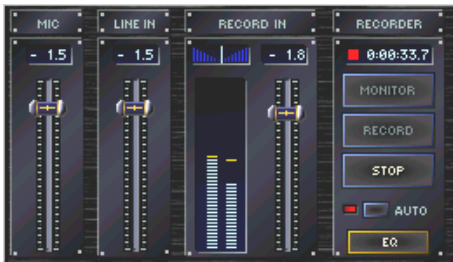 MIC
LINE IN
RECORD IN
RECORDER
- 1.5
- 1.5
- 1.8
0:00:33.7
MONITOR
RECORD
STOP
AUTO
EQ